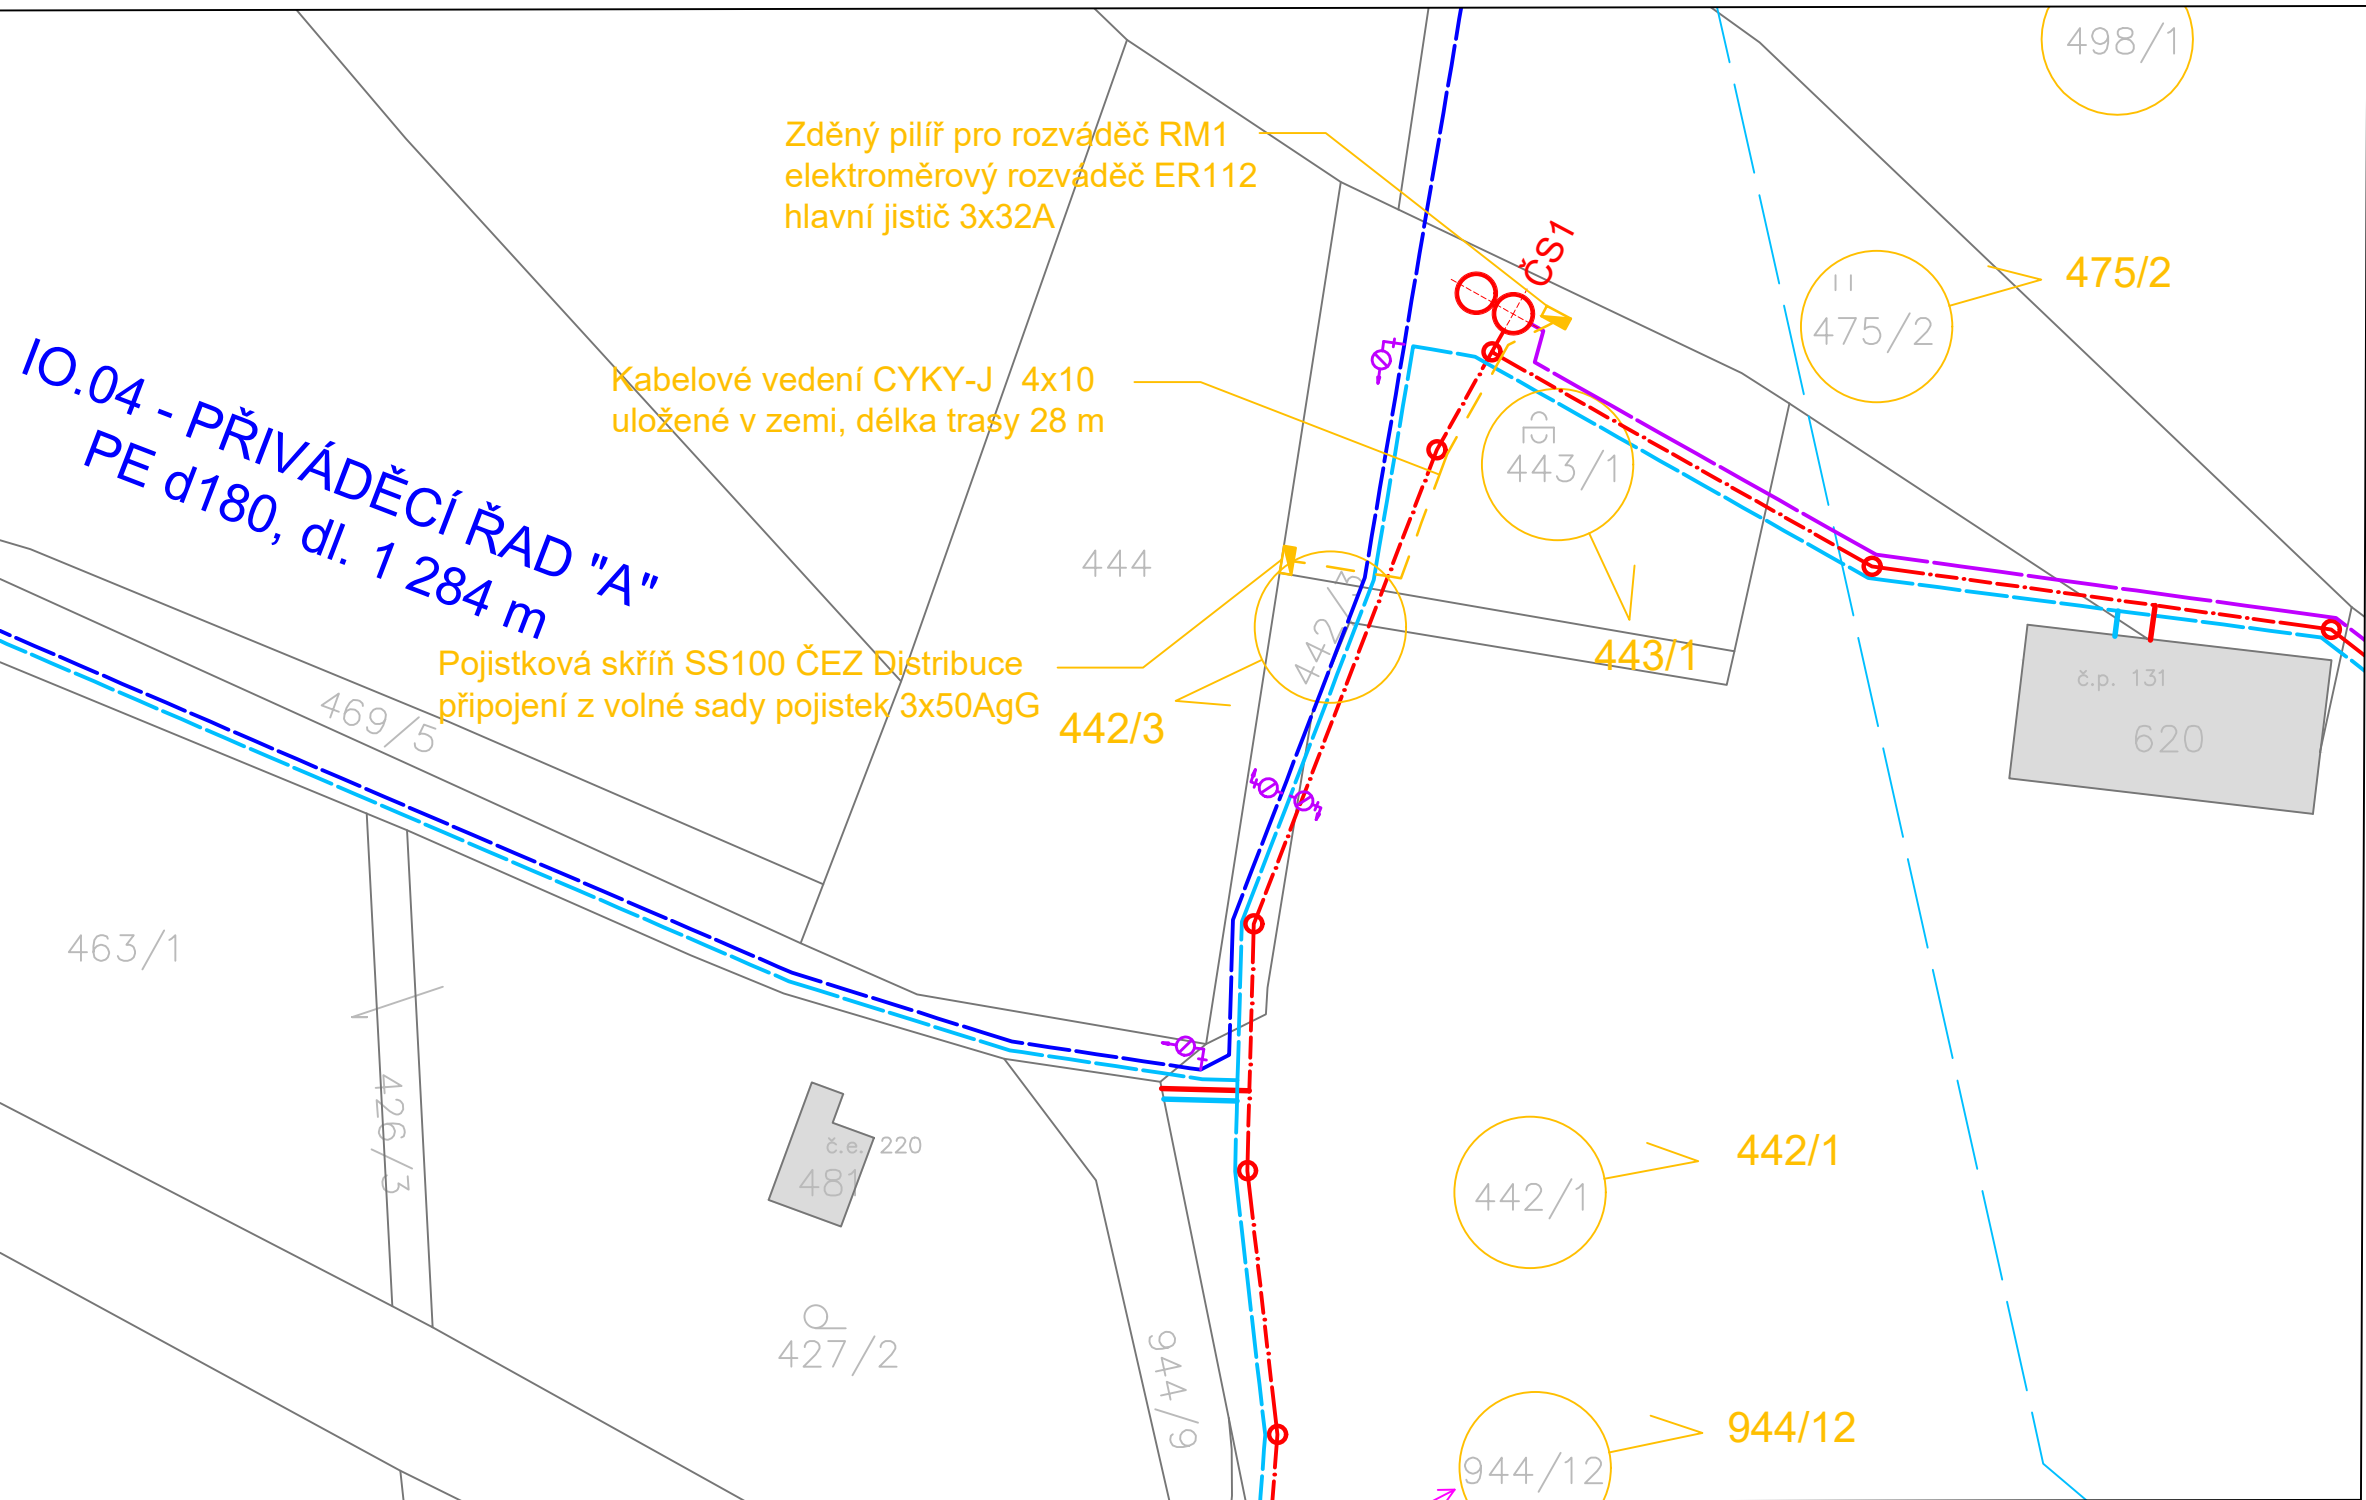 498/1
Zděný pilíř pro rozváděč RM1
elektroměrový rozváděč ER112
hlavní jistič 3x32A
ČS1
475/2
475/2
IO.04 - PŘIVÁDĚCÍ ŘAD "A"
PE d180, dl. 1 284 m
Kabelové vedení CYKY-J   4x10
uložené v zemi, délka trasy 28 m
443/1
444
442/3
443/1
Pojistková skříň SS100 ČEZ Distribuce
připojení z volné sady pojistek 3x50AgG
442/3
469/5
č.p. 131
620
463/1
426/3
č.e. 220
481
442/1
442/1
427/2
944/9
944/12
944/12